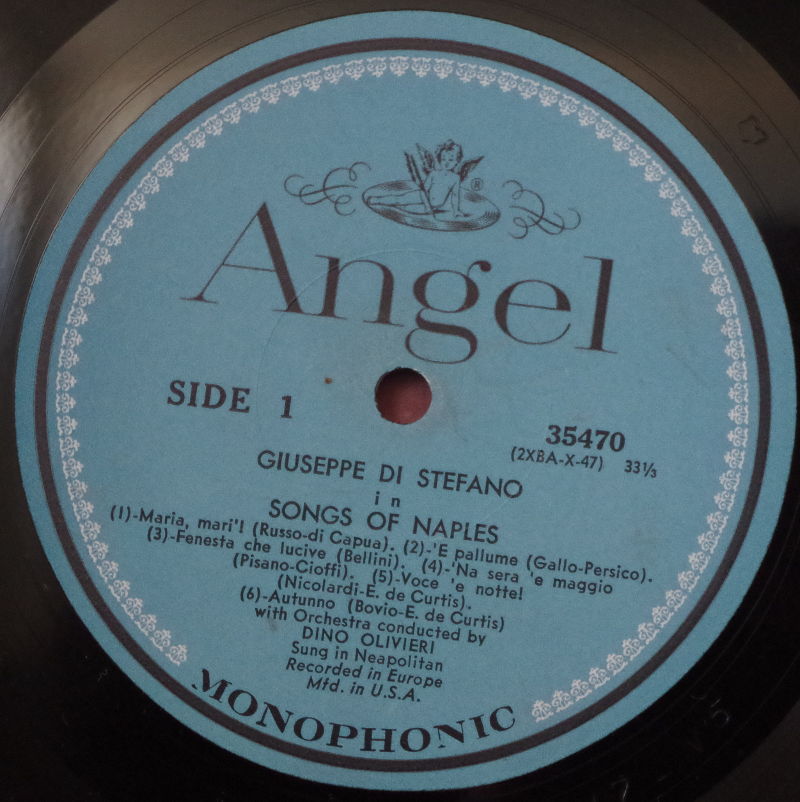 ®
Angel
SIDE 1
35470
(2XBA-X-47) 33⅓
GIUSEPPE DI STEFANO
in
SONGS OF NAPLES
(1)-Maria, mari'! (Russo-di Capua). (2)-'E pallume (Gallo-Persico).
(3)-Fenesta che lucive (Bellini). (4)-'Na sera 'e maggio
(Pisano-Cioffi). (5)-Voce 'e notte!
(Nicolardi-E. de Curtis).
(6)-Autunno (Bovio-E. de Curtis)
with Orchestra conducted by
DINO OLIVIERI
Sung in Neapolitan
Recorded in Europe
Mfd. in U.S.A.
MONOPHONIC